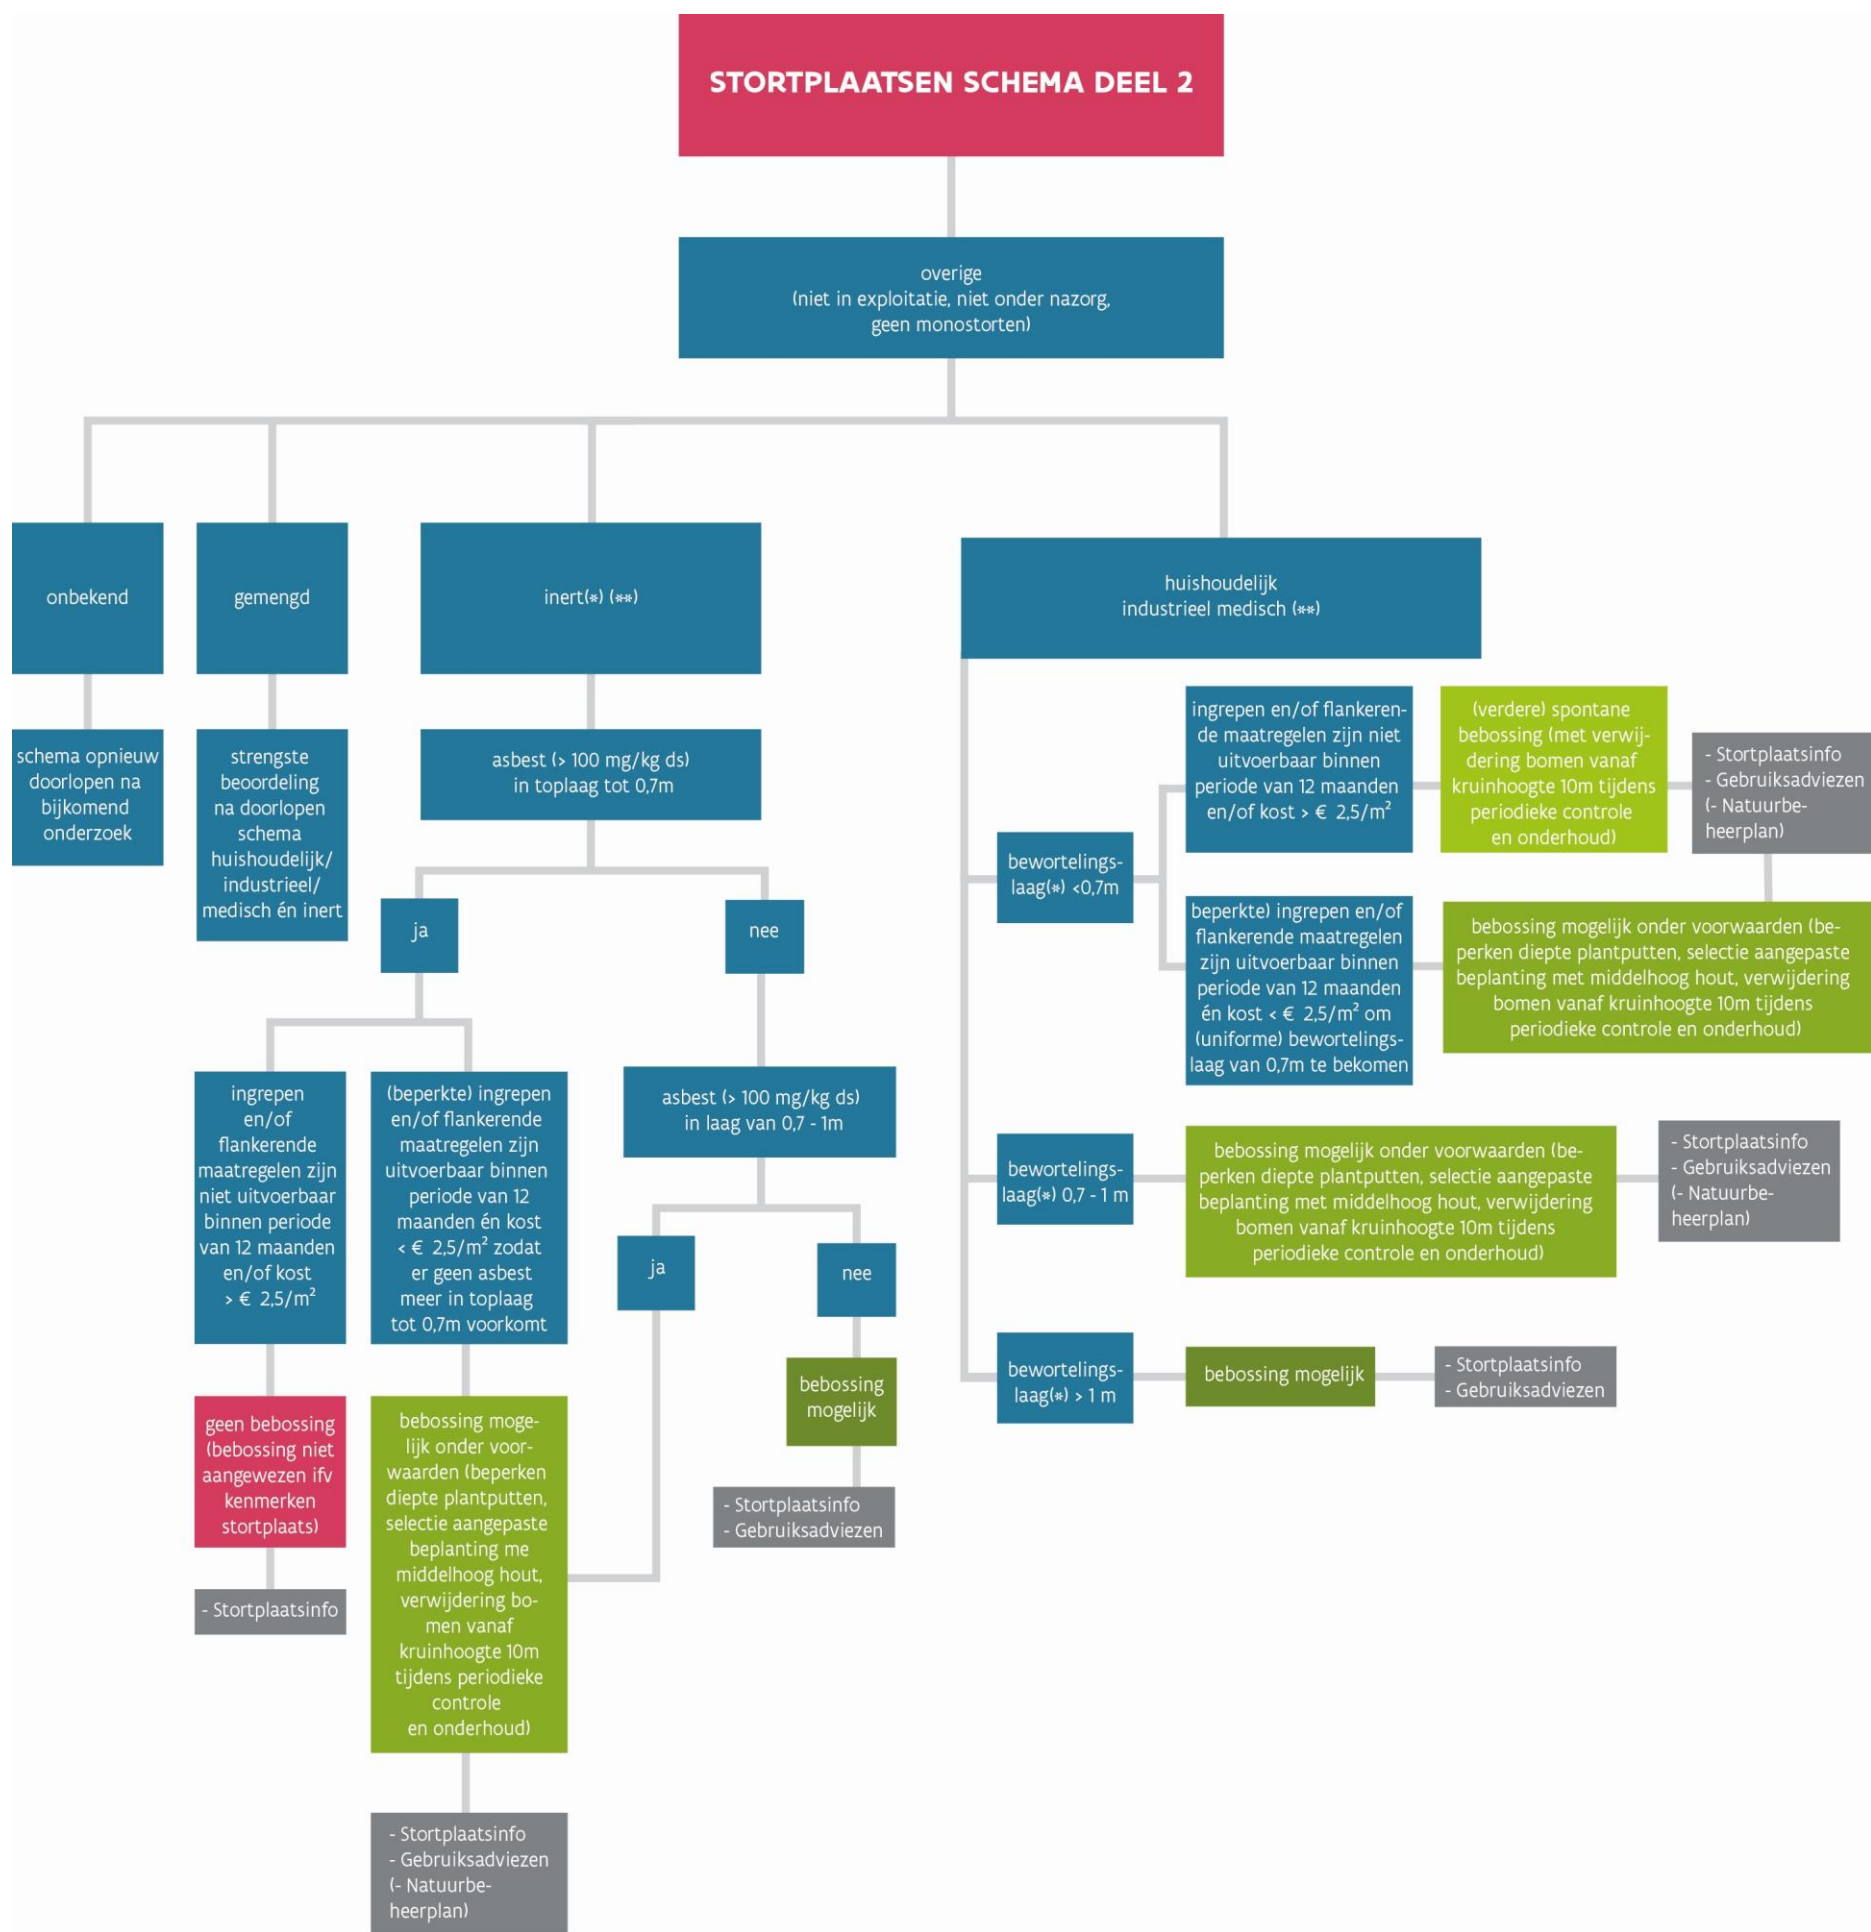 STORTPLAATSEN SCHEMA DEEL 2
overige
(niet in exploitatie, niet onder nazorg,
geen monostorten)
onbekend
gemengd
inert(*) (**)
huishoudelijk
industrieel medisch (**)
schema opnieuw
doorlopen na
bijkomend
onderzoek
strengste
beoordeling
na doorlopen
schema
huishoudelijk/
industrieel/
medisch én inert
asbest (> 100 mg/kg ds)
in toplaag tot 0,7m
ja
nee
ingrepen
en/of
flankerende
maatregelen zijn
niet uitvoerbaar
binnen periode
van 12 maanden
en/of kost
> € 2,5/m²
(beperkte) ingrepen
en/of flankerende
maatregelen zijn
uitvoerbaar binnen
periode van 12
maanden én kost
< € 2,5/m² zodat
er geen asbest
meer in toplaag
tot 0,7m voorkomt
asbest (> 100 mg/kg ds)
in laag van 0,7 - 1m
ja
nee
geen bebossing
(bebossing niet
aangewezen ifv
kenmerken
stortplaats)
- Stortplaatsinfo
bebossing moge-
lijk onder voor-
waarden (beperken
diepte plantputten,
selectie aangepaste
beplanting me
middelhoog hout,
verwijdering bo-
men vanaf
kruinhoogte 10m
tijdens periodieke
controle
en onderhoud)
- Stortplaatsinfo
- Gebruiksadviezen
(- Natuurbe-
heerplan)
bebossing
mogelijk
- Stortplaatsinfo
- Gebruiksadviezen
bewortelings-
laag(*) <0,7m
ingrepen en/of flankeren-
de maatregelen zijn niet
uitvoerbaar binnen
periode van 12 maanden
en/of kost > € 2,5/m²
(verdere) spontane
bebossing (met verwij-
dering bomen vanaf
kruinhoogte 10m tijdens
periodieke controle
en onderhoud)
- Stortplaatsinfo
- Gebruiksadviezen
(- Natuurbe-
heerplan)
beperkte) ingrepen en/of
flankerende maatregelen
zijn uitvoerbaar binnen
periode van 12 maanden
én kost < € 2,5/m² om
(uniforme) bewortelings-
laag van 0,7m te bekomen
bebossing mogelijk onder voorwaarden (be-
perken diepte plantputten, selectie aangepaste
beplanting met middelhoog hout, verwijdering
bomen vanaf kruinhoogte 10m tijdens
periodieke controle en onderhoud)
bewortelings-
laag(*) 0,7 - 1 m
bebossing mogelijk onder voorwaarden (be-
perken diepte plantputten, selectie aangepaste
beplanting met middelhoog hout, verwijdering
bomen vanaf kruinhoogte 10m tijdens
periodieke controle en onderhoud)
- Stortplaatsinfo
- Gebruiksadviezen
(- Natuurbe-
heerplan)
bewortelings-
laag(*) > 1 m
bebossing mogelijk
- Stortplaatsinfo
- Gebruiksadviezen